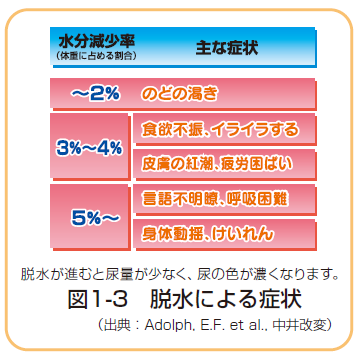 水分減少率
(体重に占める割合)
主な症状
～2%
のどの渇き
3%～4%
食欲不振、イライラする
皮膚の紅潮、疲労困ぱい
5%～
言語不明瞭、呼吸困難
身体動揺、けいれん
脱水が進むと尿量が少なく、尿の色が濃くなります。
図1-3　脱水による症状
(出典：Adolph, E.F. et al., 中井改変)